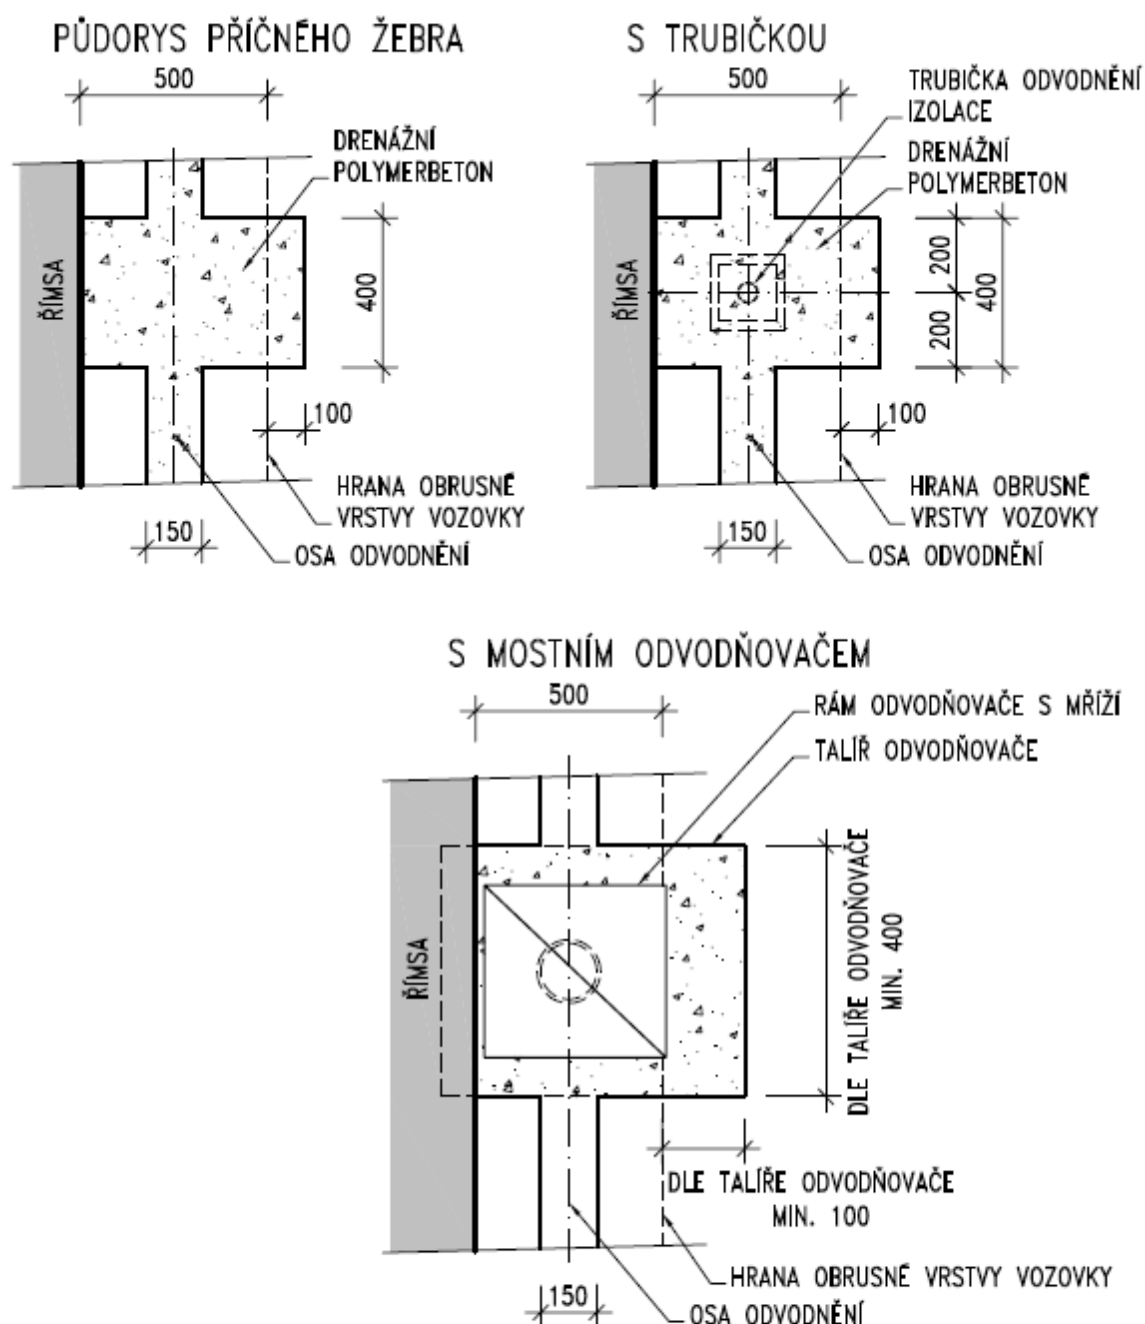 PŮDORYS PŘÍČNÉHO ŽEBRA
500
DRENÁŽNÍ
POLYMERBETON
ŘÍMSA
400
100
HRANA OBRUSNÉ
VRSTVY VOZOVKY
150
OSA ODVODNĚNÍ
S TRUBIČKOU
500
TRUBIČKA ODVODNĚNÍ
IZOLACE
DRENÁŽNÍ
POLYMERBETON
ŘÍMSA
200
200
400
100
HRANA OBRUSNÉ
VRSTVY VOZOVKY
150
OSA ODVODNĚNÍ
S MOSTNÍM ODVODŇOVAČEM
500
RÁM ODVODŇOVAČE S MŘÍŽÍ
TALÍŘ ODVODŇOVAČE
ŘÍMSA
DLE TALÍŘE ODVODŇOVAČE
MIN. 400
DLE TALÍŘE ODVODŇOVAČE
MIN. 100
HRANA OBRUSNÉ VRSTVY VOZOVKY
150
OSA ODVODNĚNÍ